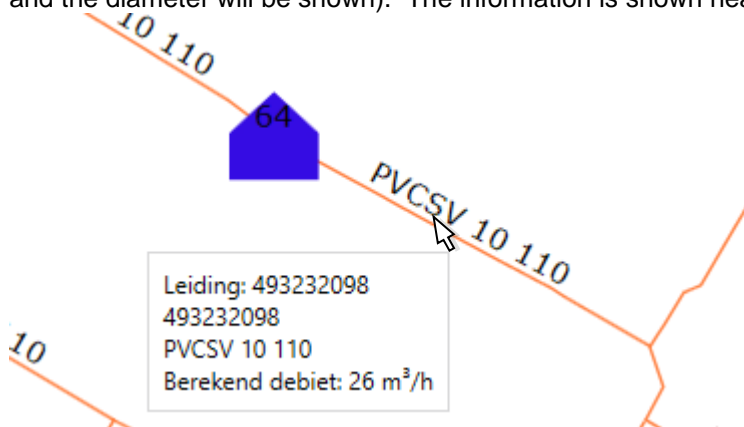 and the diameter will be shown). The information is shown nea
10 110
64
PVCSV 10 110
Leiding: 493232098
493232098
PVCSV 10 110
Berekend debiet: 26 m³/h
10